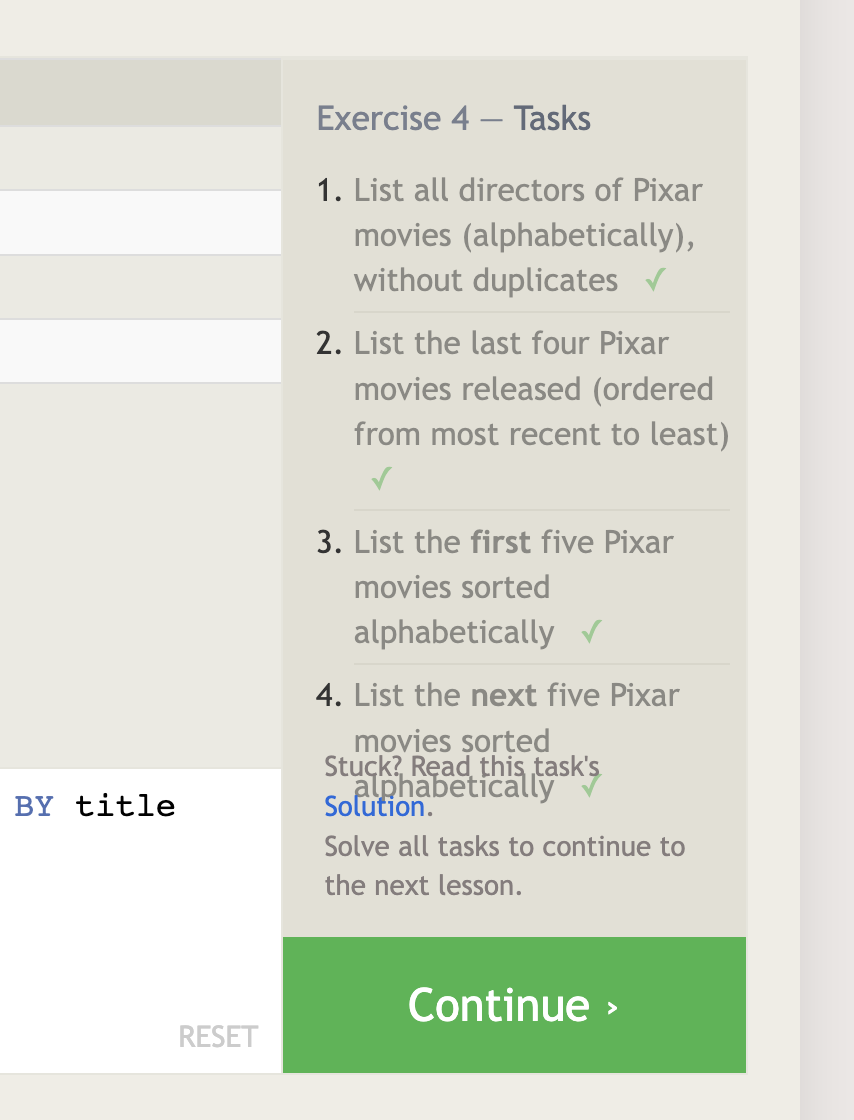 Exercise 4 — Tasks
1. List all directors of Pixar
movies (alphabetically),
without duplicates ✓
2. List the last four Pixar
movies released (ordered
from most recent to least)
✓
3. List the first five Pixar
movies sorted
alphabetically ✓
4. List the next five Pixar
movies sorted
alphabetically ✓
Stuck? Read this task's
Solution.
Solve all tasks to continue to
the next lesson.
BY title
RESET
Continue ›